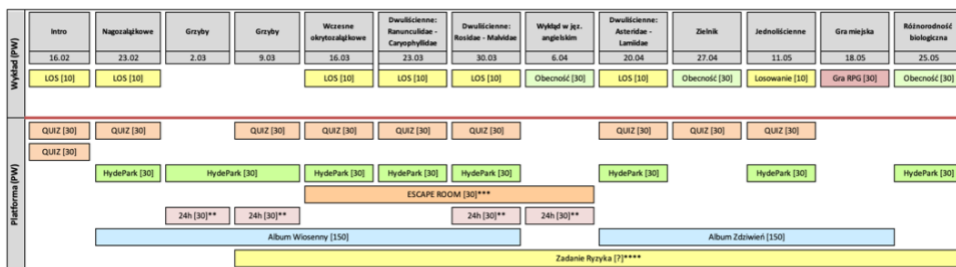 Wykład (PW)
Intro
Nagozalążkowe
Grzyby
Grzyby
Wczesne
okrytozalążkowe
Dwuliścienne:
Ranunculidae -
Caryophyllidae
Dwuliścienne:
Rosidae - Malvidae
Wykład w jęz.
angielskim
Dwuliścienne:
Asteridae -
Lamiidae
Zielnik
Jednoliścienne
Gra miejska
Różnorodność
biologiczna
16.02
23.02
2.03
9.03
16.03
23.03
30.03
6.04
20.04
27.04
11.05
18.05
25.05
LOS [10]
LOS [10]
LOS [10]
LOS [10]
LOS [10]
Obecność [30]
LOS [10]
Obecność [30]
Losowanie [10]
Gra RPG [30]
Obecność [30]
Platforma (PW)
QUIZ [30]
QUIZ [30]
QUIZ [30]
QUIZ [30]
QUIZ [30]
QUIZ [30]
QUIZ [30]
QUIZ [30]
QUIZ [30]
QUIZ [30]
HydePark [30]
HydePark [30]
HydePark [30]
HydePark [30]
HydePark [30]
HydePark [30]
HydePark [30]
HydePark [30]
ESCAPE ROOM [30]***
24h [30]**
24h [30]**
24h [30]**
24h [30]**
Album Wiosenny [150]
Album Zdziwień [150]
Zadanie Ryzyka [?]****